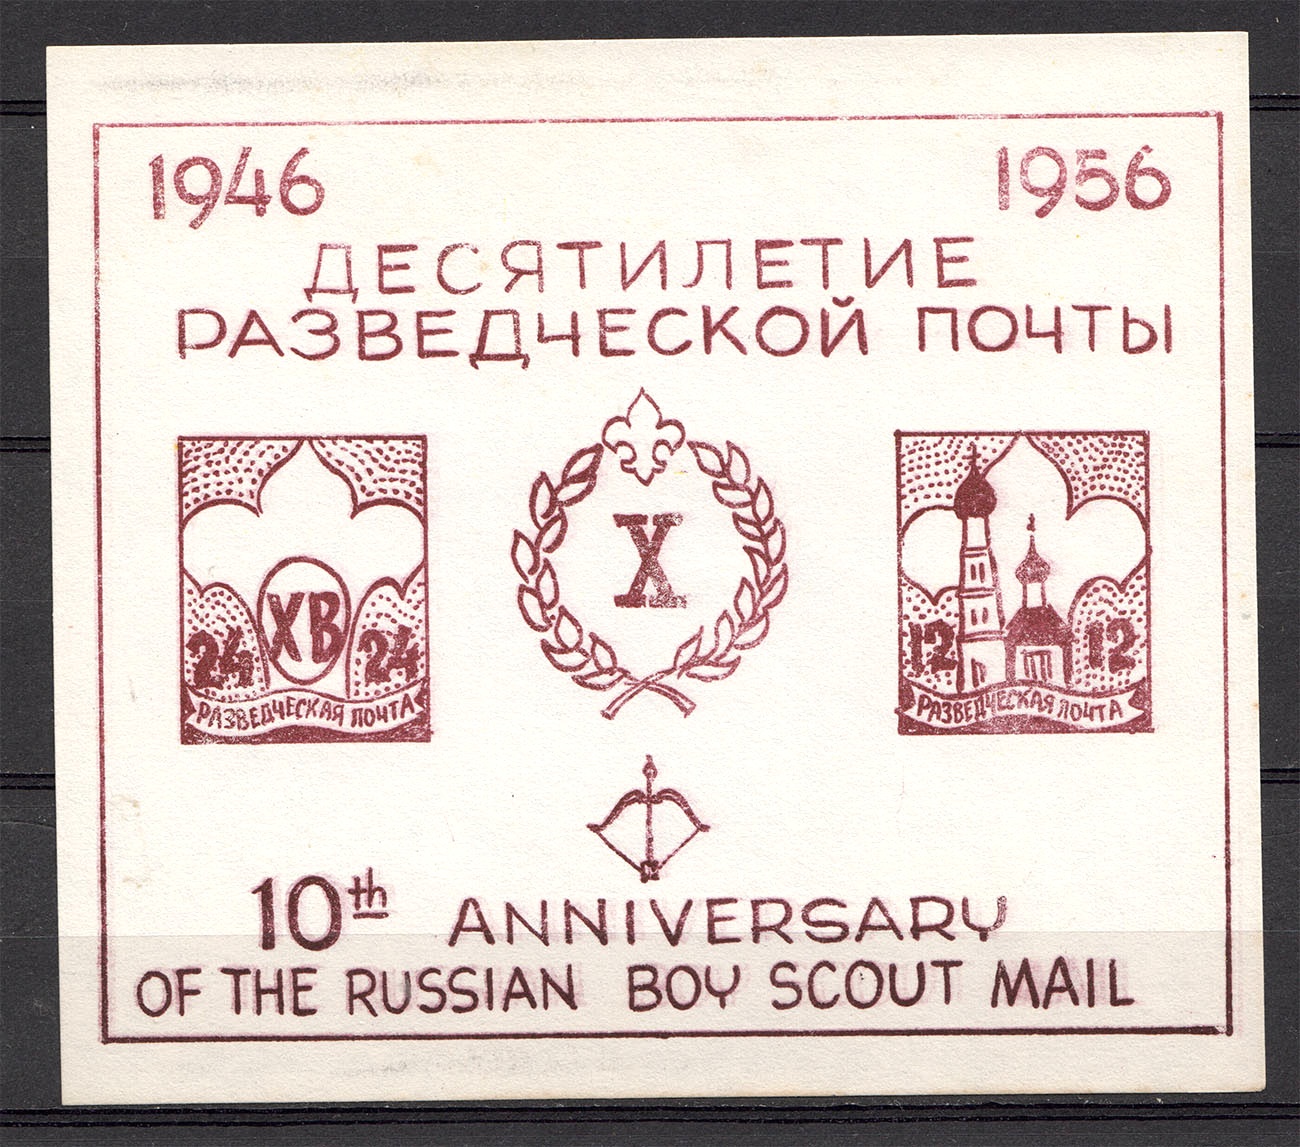 1946 1956
ДЕСЯТИЛЕТИЕ
РАЗВЕДЧЕСКОЙ ПОЧТЫ
X
ХВ
24 24
РАЗВЕДЧЕСКАЯ ПОЧТА
12 12
РАЗВЕДЧЕСКАЯ ПОЧТА
10th ANNIVERSARY
OF THE RUSSIAN BOY SCOUT MAIL